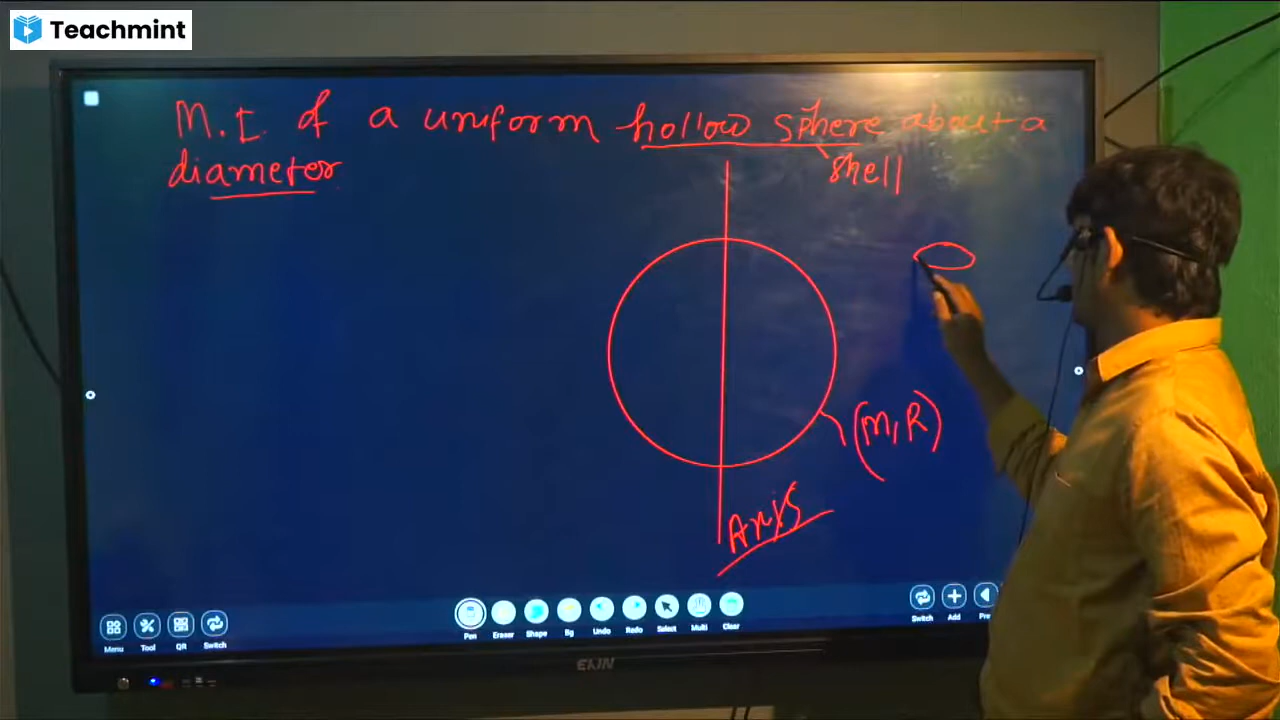 Teachmint
M.I. of a uniform hollow sphere about a
diameter
shell
(M,R)
Axis
Menu
Tool
QR
Switch
Pen
Eraser
Shape
Bg
Undo
Redo
Select
Multi
Clear
Switch
Add
Pre